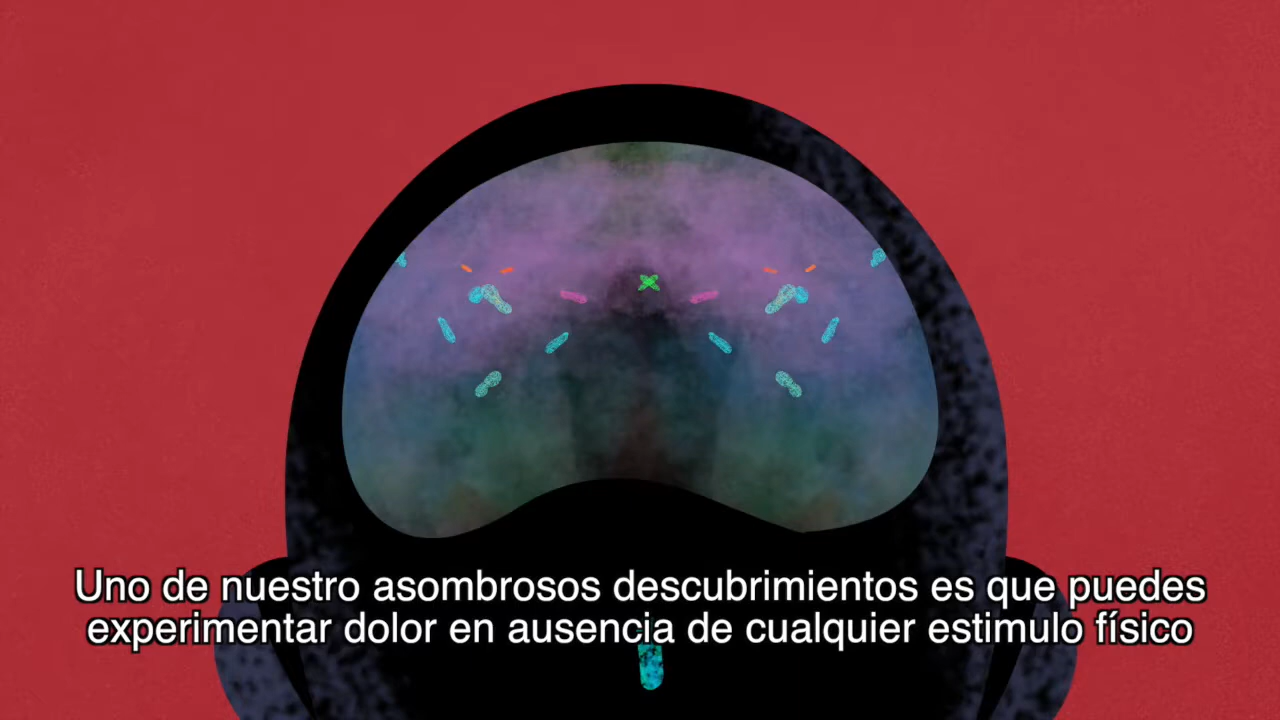 Uno de nuestro asombrosos descubrimientos es que puedes
experimentar dolor en ausencia de cualquier estimulo físico